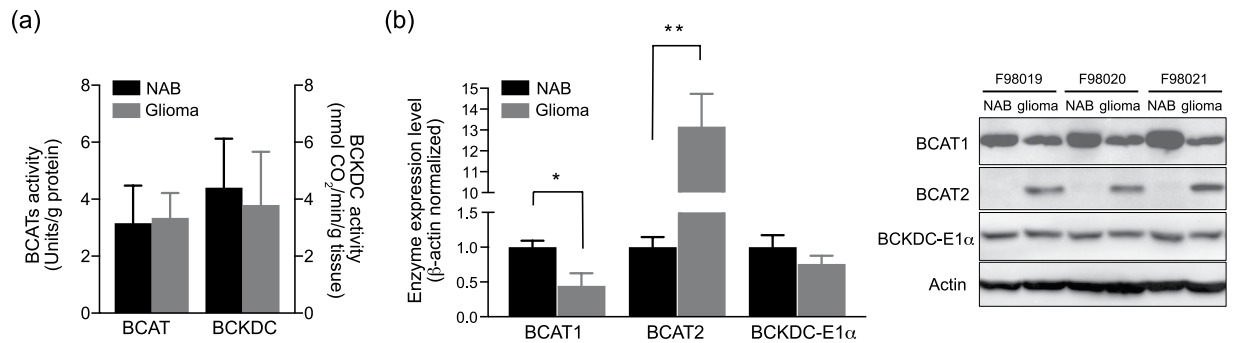 (a)
8
6
4
2
0
BCATs activity
(Units/g protein)
NAB
Glioma
8
6
4
2
0
BCKDC activity
(nmol CO2/min/g tissue)
BCAT BCKDC
(b)
Enzyme expression level
(β-actin normalized)
15
14
13
12
11
10
1.5
1.0
0.5
0.0
NAB
Glioma
*
**
BCAT1 BCAT2 BCKDC-E1α
F98019 F98020 F98021
NAB glioma NAB glioma NAB glioma
BCAT1
BCAT2
BCKDC-E1α
Actin